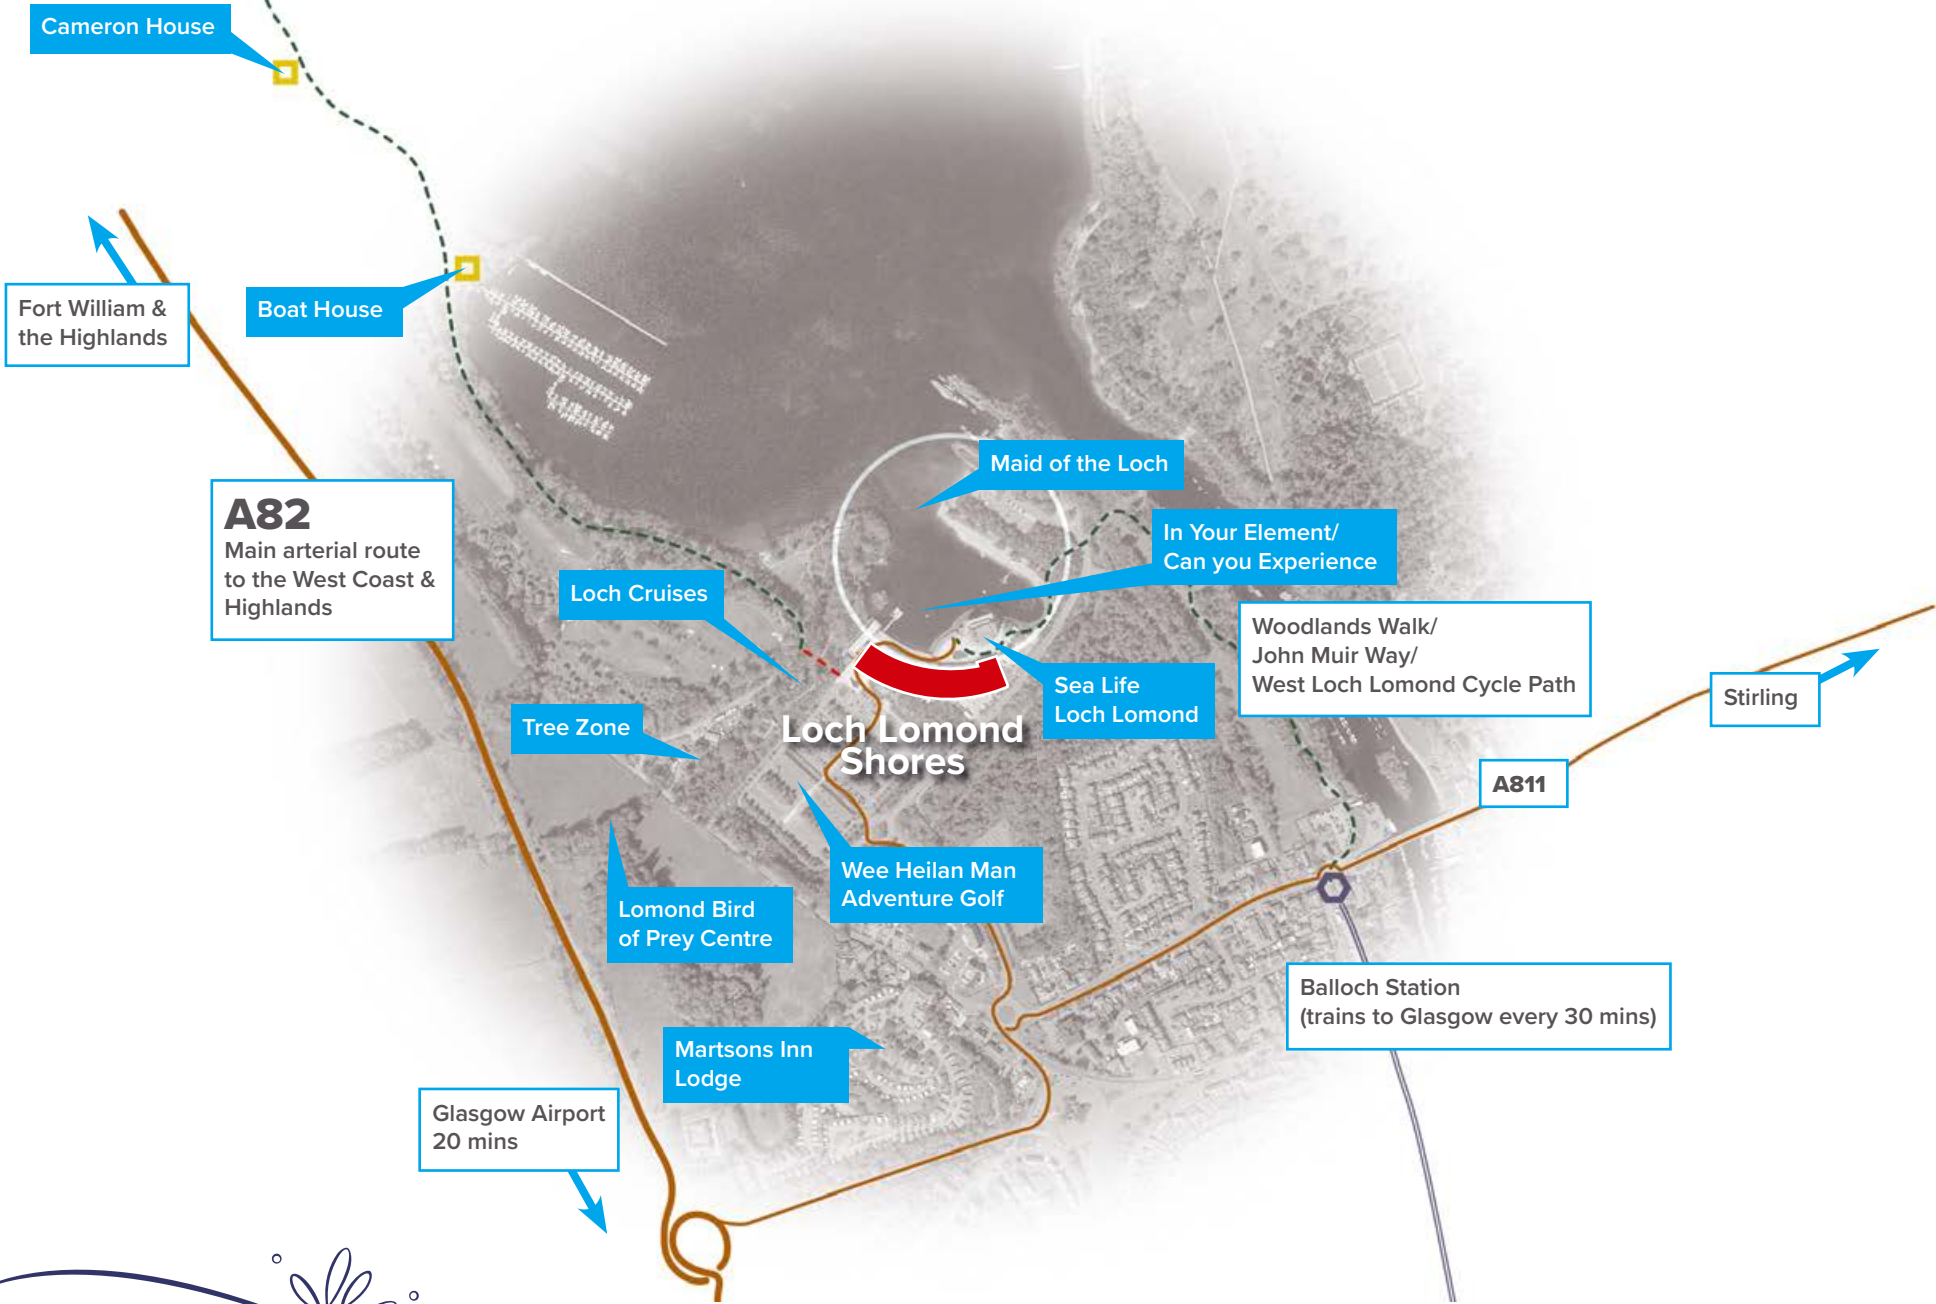 Cameron House
Fort William &
the Highlands
Boat House
A82
Main arterial route
to the West Coast &
Highlands
Maid of the Loch
In Your Element/
Can you Experience
Loch Cruises
Woodlands Walk/
John Muir Way/
West Loch Lomond Cycle Path
Sea Life
Loch Lomond
Stirling
Tree Zone
Loch Lomond
Shores
A811
Wee Heilan Man
Adventure Golf
Lomond Bird
of Prey Centre
Balloch Station
(trains to Glasgow every 30 mins)
Martsons Inn
Lodge
Glasgow Airport
20 mins